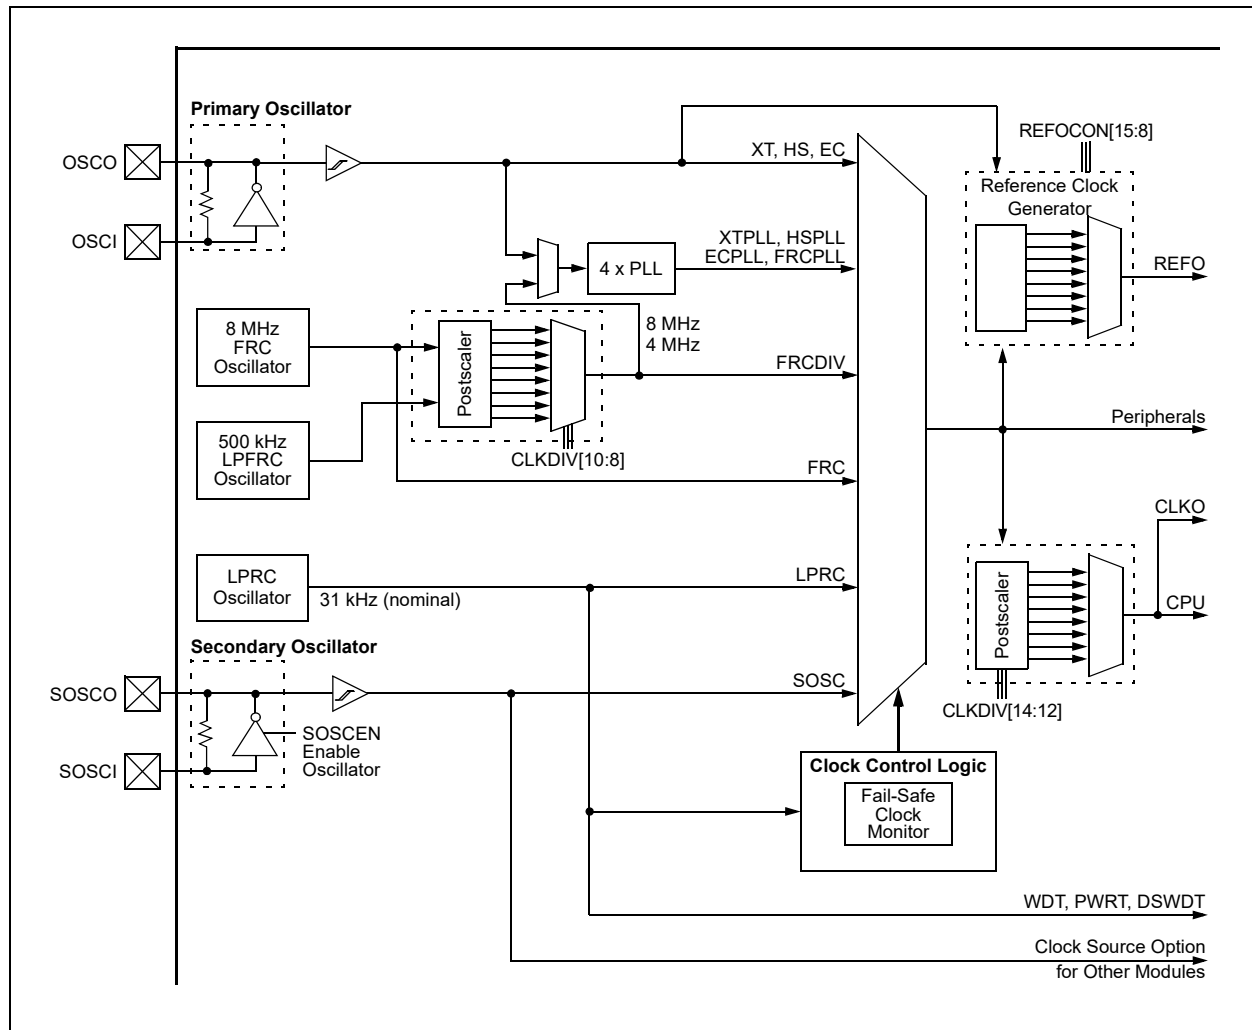 Primary Oscillator
OSCO
OSCI
XT, HS, EC
REFOCON[15:8]
Reference Clock
Generator
REFO
XTPLL, HSPLL
ECPLL, FRCPLL
4 x PLL
8 MHz
FRC
Oscillator
Postscaler
8 MHz
4 MHz
FRCDIV
Peripherals
500 kHz
LPFRC
Oscillator
CLKDIV[10:8]
FRC
CLKO
LPRC
Oscillator
31 kHz (nominal)
LPRC
Postscaler
CPU
CLKDIV[14:12]
Secondary Oscillator
SOSCO
SOSCI
SOSCEN
Enable
Oscillator
SOSC
Clock Control Logic
Fail-Safe
Clock
Monitor
WDT, PWRT, DSWDT
Clock Source Option
for Other Modules